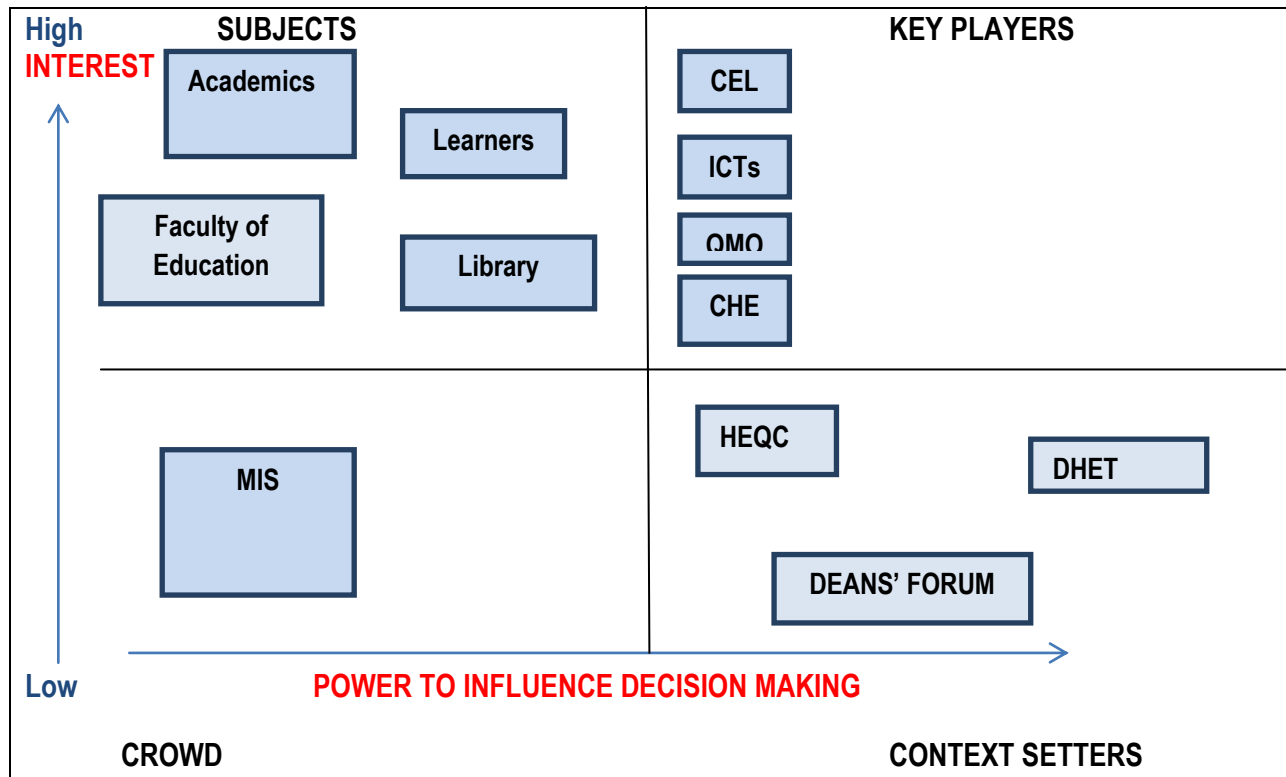 High
SUBJECTS
KEY PLAYERS
INTEREST
Academics
CEL
Learners
ICTs
Faculty of
Education
Library
CHE
HEQC
DHET
MIS
DEANS’ FORUM
Low
POWER TO INFLUENCE DECISION MAKING
CROWD
CONTEXT SETTERS